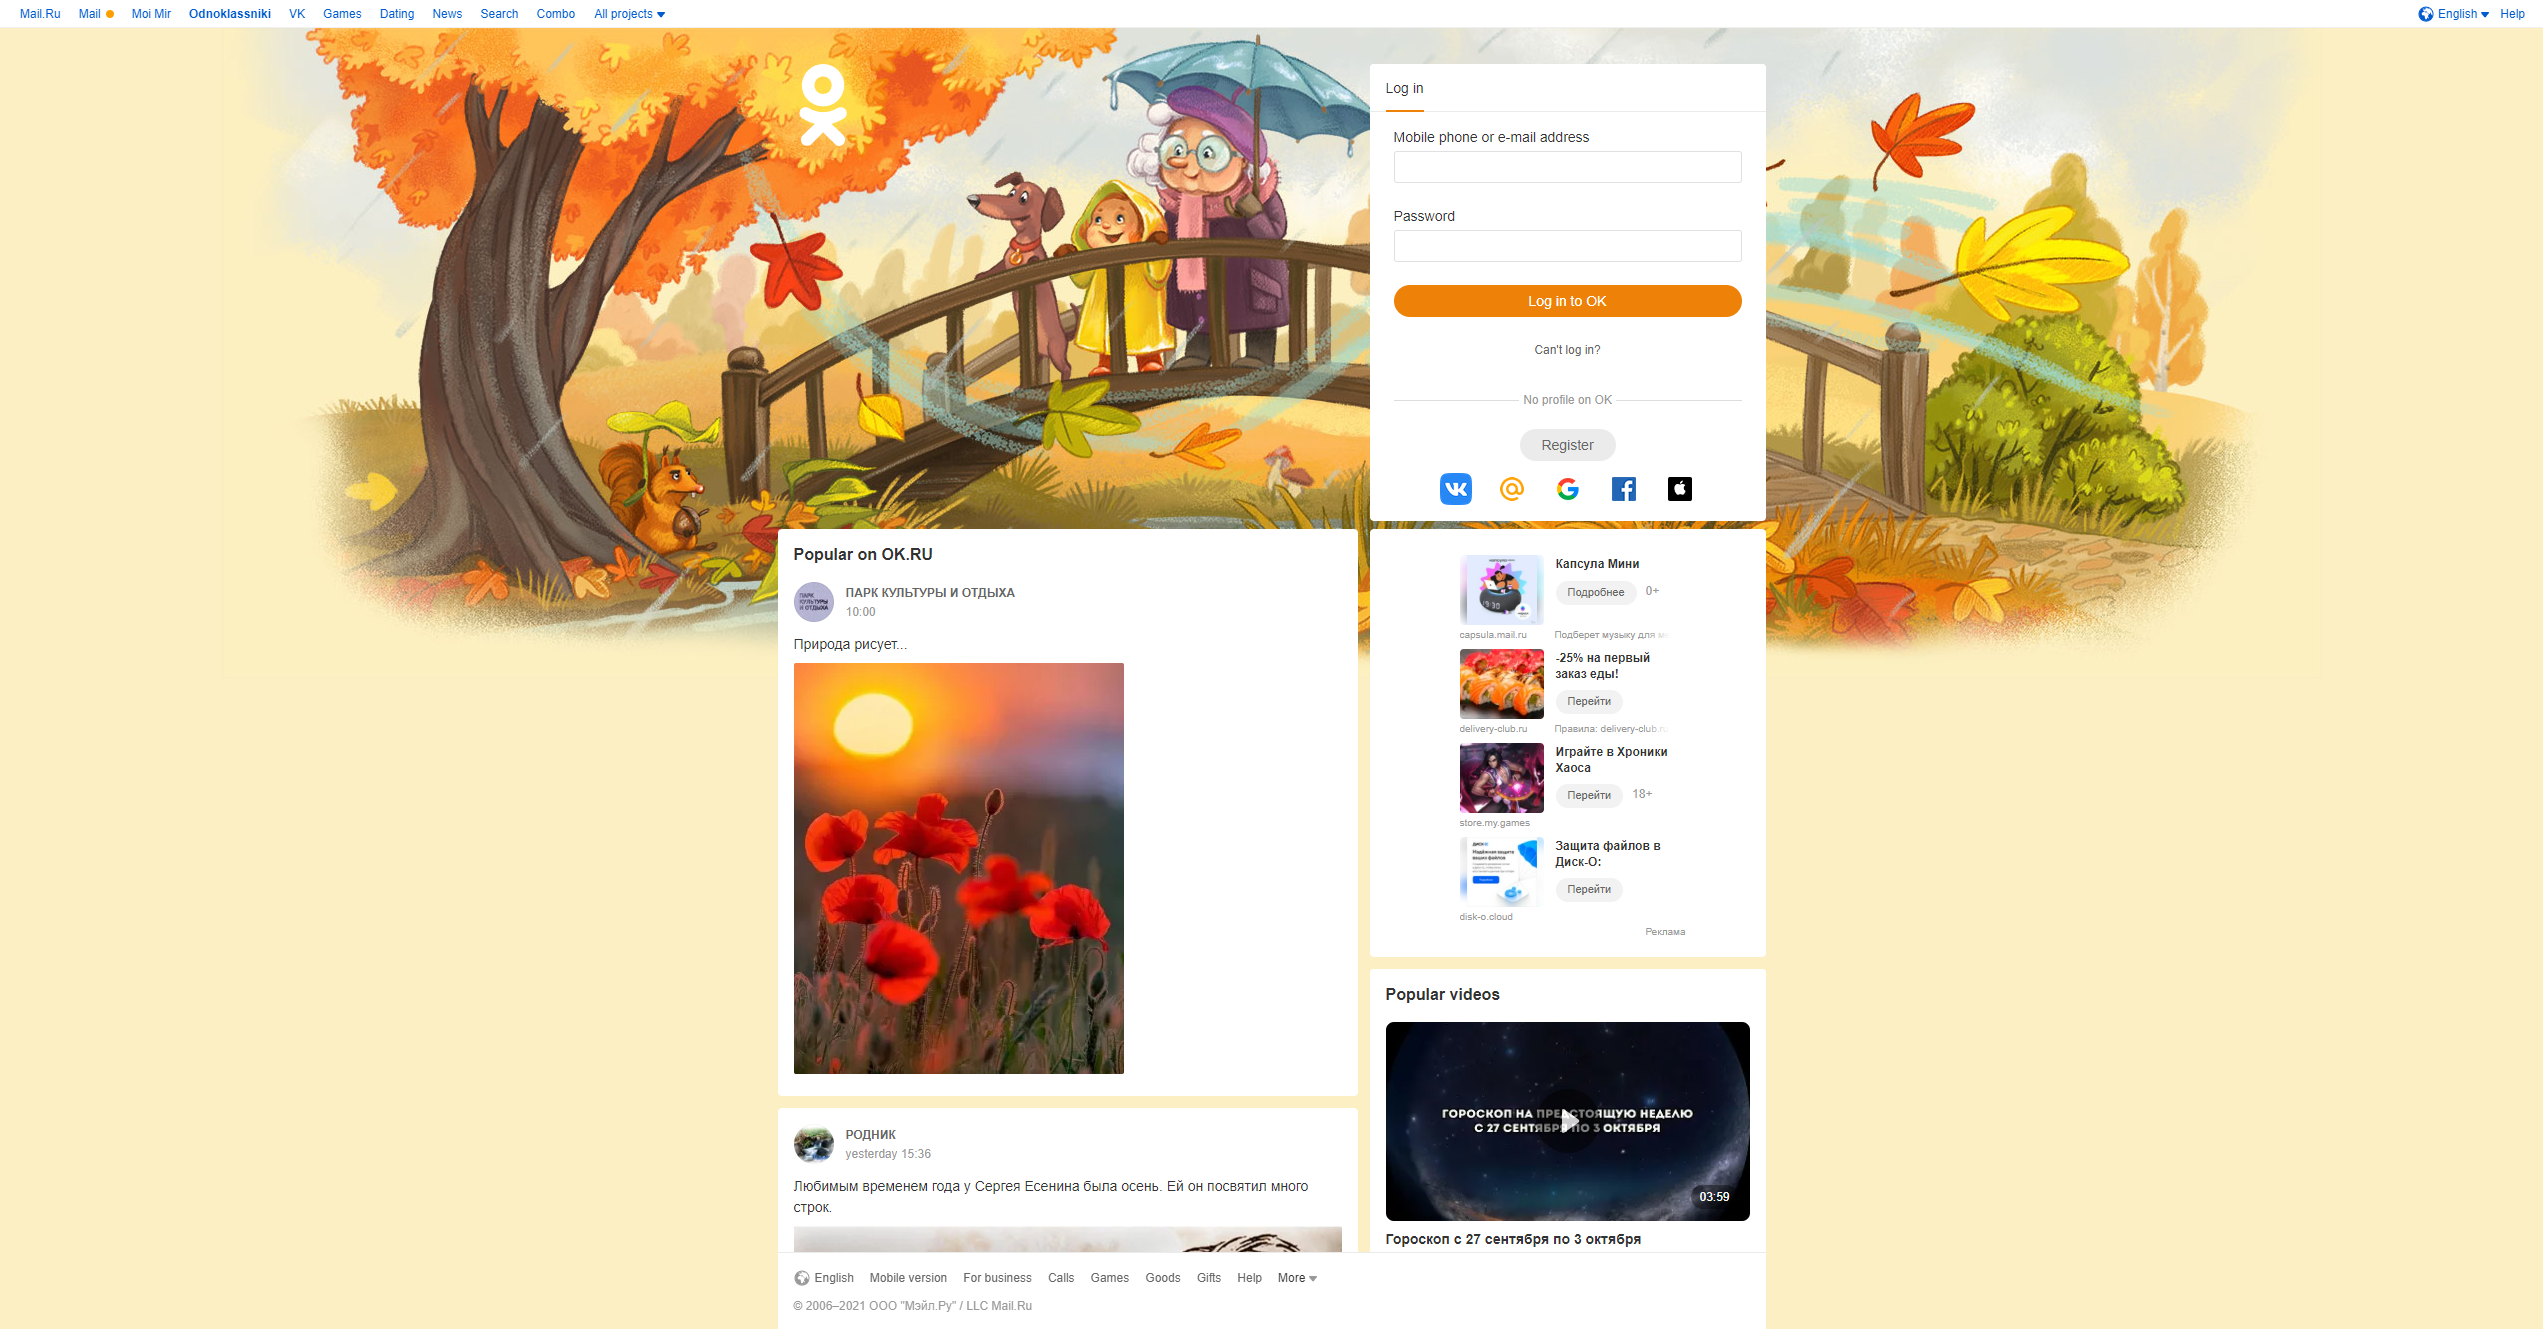 Mail.Ru Mail Moi Mir Odnoklassniki VK Games Dating News Search Combo All projects English Help
Log in
Mobile phone or e-mail address
Password
Log in to OK
Can't log in?
No profile on OK
Register
Popular on OK.RU
ПАРК КУЛЬТУРЫ И ОТДЫХА
ПАРК КУЛЬТУРЫ И ОТДЫХА
10:00
Природа рисует...
Капсула Мини
Подробнее 0+
capsula.mail.ru Подберет музыку для
-25% на первый
заказ еды!
Перейти
delivery-club.ru Правила: delivery-club.ru
Играйте в Хроники
Хаоса
Перейти 18+
store.my.games
Защита файлов в
Диск-О:
Перейти
disk-o.cloud
Реклама
Popular videos
ГОРОСКОП НА ПРЕДСТОЯЩУЮ НЕДЕЛЮ
С 27 СЕНТЯБРЯ ПО 3 ОКТЯБРЯ
03:59
Гороскоп с 27 сентября по 3 октября
РОДНИК
yesterday 15:36
Любимым временем года у Сергея Есенина была осень. Ей он посвятил много
строк.
English Mobile version For business Calls Games Goods Gifts Help More
© 2006–2021 ООО "Мэйл.Ру" / LLC Mail.Ru